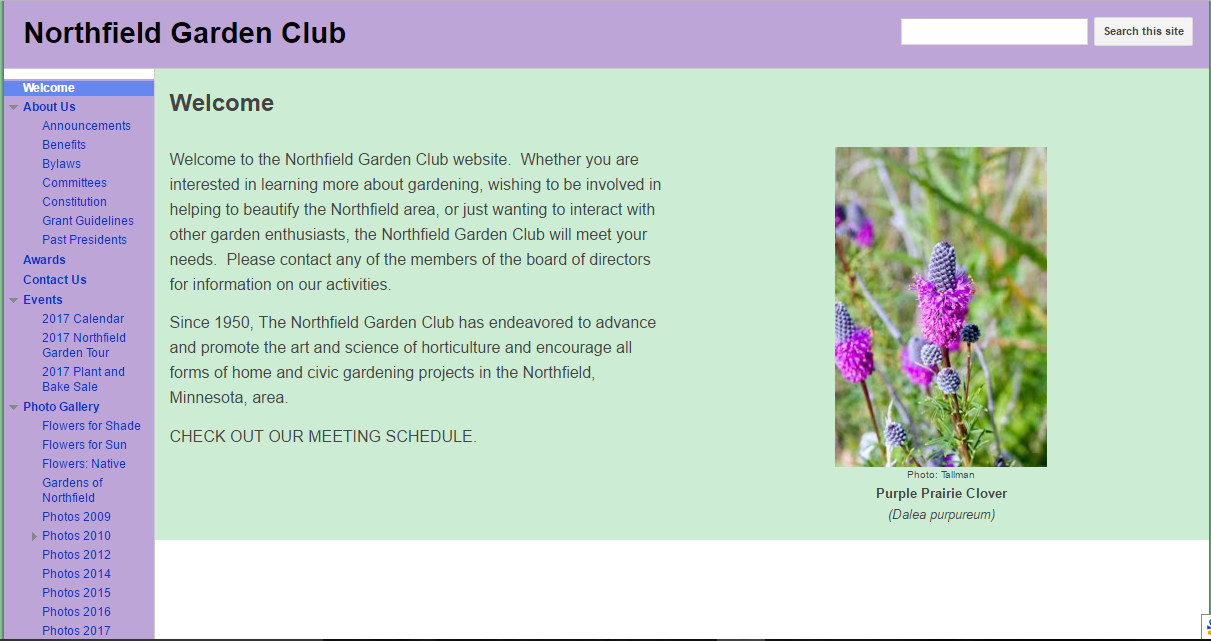 Northfield Garden Club
Search this site
Welcome
About Us
Announcements
Benefits
Bylaws
Committees
Constitution
Grant Guidelines
Past Presidents
Awards
Contact Us
Events
2017 Calendar
2017 Northfield
Garden Tour
2017 Plant and
Bake Sale
Photo Gallery
Flowers for Shade
Flowers for Sun
Flowers: Native
Gardens of
Northfield
Photos 2009
Photos 2010
Photos 2012
Photos 2014
Photos 2015
Photos 2016
Photos 2017
Welcome
Welcome to the Northfield Garden Club website.  Whether you are
interested in learning more about gardening, wishing to be involved in
helping to beautify the Northfield area, or just wanting to interact with
other garden enthusiasts, the Northfield Garden Club will meet your
needs.  Please contact any of the members of the board of directors
for information on our activities.
Since 1950, The Northfield Garden Club has endeavored to advance
and promote the art and science of horticulture and encourage all
forms of home and civic gardening projects in the Northfield,
Minnesota, area.
CHECK OUT OUR MEETING SCHEDULE.
Photo: Tallman
Purple Prairie Clover
(Dalea purpureum)